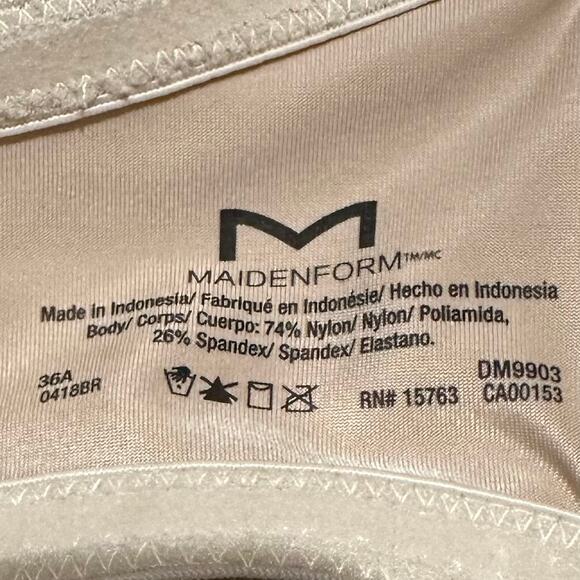 MAIDENFORM™/MC
Made in Indonesia/ Fabriqué en Indonésie/ Hecho en Indonesia
Body/ Corps/ Cuerpo: 74% Nylon/ Nylon/ Poliamida,
26% Spandex/ Spandex/ Elastano.
36A
0418BR
RN# 15763
DM9903
CA00153